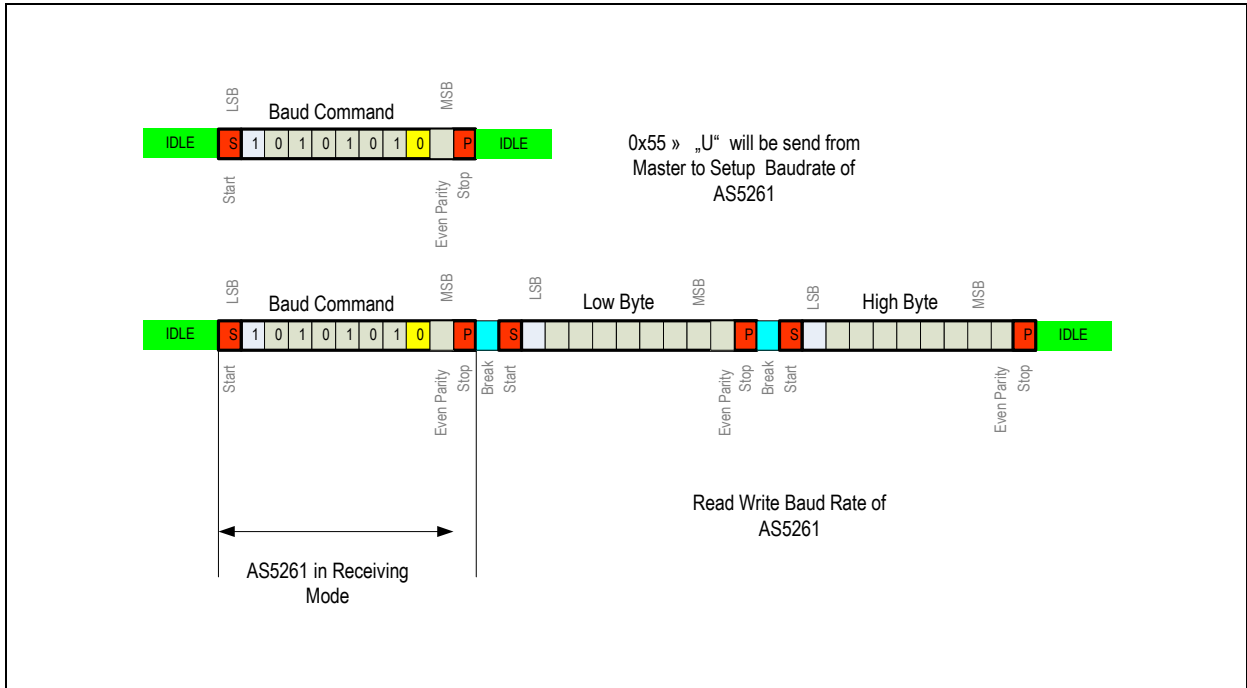 LSB
MSB
Baud Command
IDLE S 1 0 1 0 1 0 1 0 P IDLE
Start
Even Parity
Stop
0x55 » „U“ will be send from
Master to Setup Baudrate of
AS5261
LSB
MSB
LSB
MSB
LSB
MSB
Baud Command
Low Byte
High Byte
IDLE S 1 0 1 0 1 0 1 0 P S P S P IDLE
Start
Even Parity
Stop
Break
Start
Even Parity
Stop
Break
Start
Even Parity
Stop
Read Write Baud Rate of
AS5261
AS5261 in Receiving
Mode